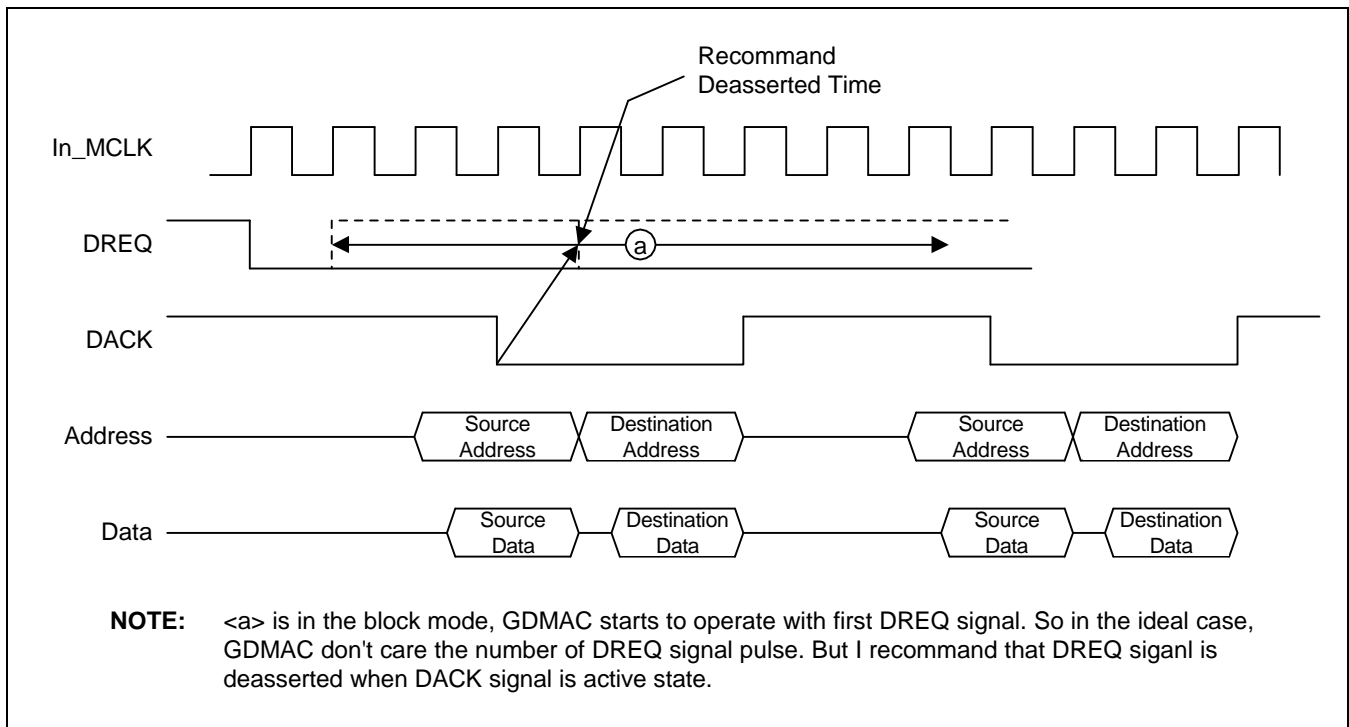 Recommand
Deasserted Time
In_MCLK
DREQ
a
DACK
Address
Source
Address
Destination
Address
Source
Address
Destination
Address
Data
Source
Data
Destination
Data
Source
Data
Destination
Data
NOTE: <a> is in the block mode, GDMAC starts to operate with first DREQ signal. So in the ideal case,
GDMAC don't care the number of DREQ signal pulse. But I recommand that DREQ siganl is
deasserted when DACK signal is active state.